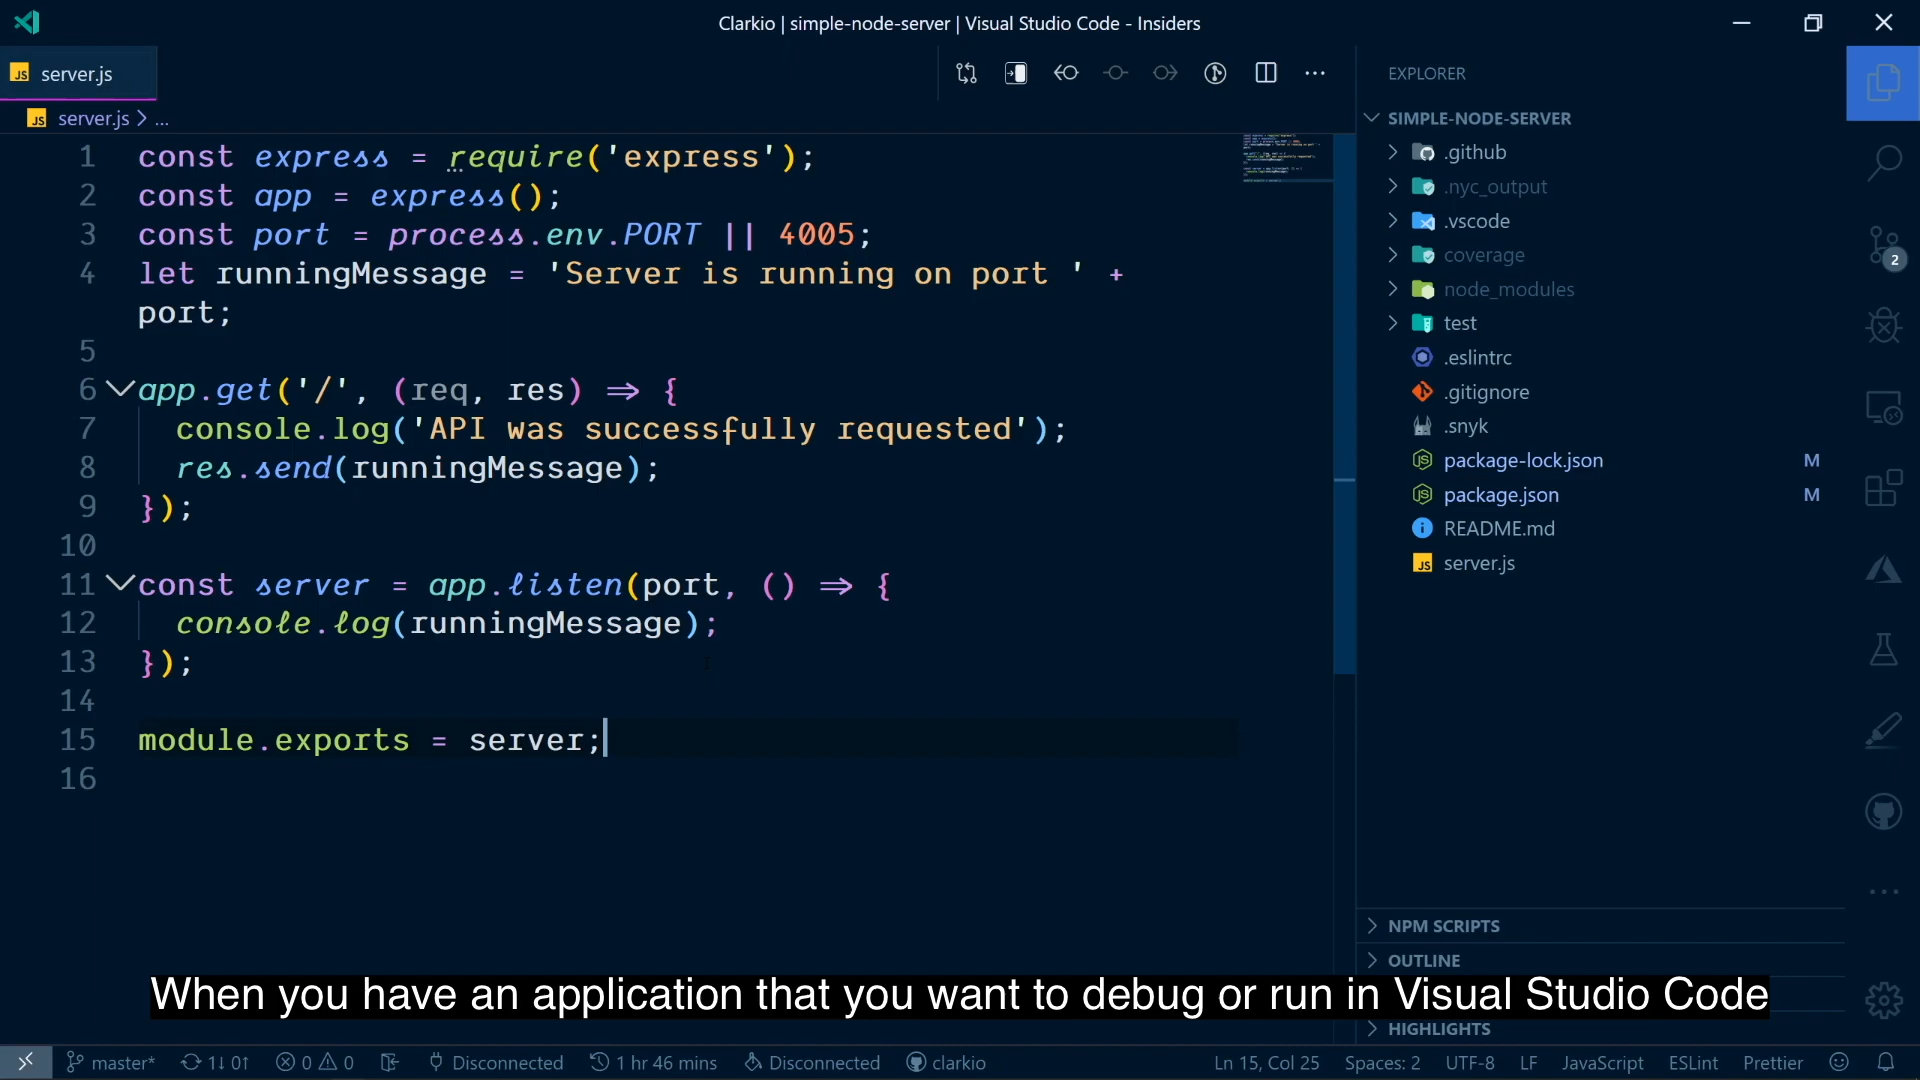 Clarkio | simple-node-server | Visual Studio Code - Insiders
JS server.js
JS server.js > ...
1 const express = require('express');
2 const app = express();
3 const port = process.env.PORT || 4005;
4 let runningMessage = 'Server is running on port ' +
port;
5
6 app.get('/', (req, res) => {
7 console.log('API was successfully requested');
8 res.send(runningMessage);
9 });
10
11 const server = app.listen(port, () => {
12 console.log(runningMessage);
13 });
14
15 module.exports = server;
16
EXPLORER
SIMPLE-NODE-SERVER
.github
.nyc_output
.vscode
coverage
node_modules
test
.eslintrc
.gitignore
.snyk
package-lock.json M
package.json M
README.md
JS server.js
2
NPM SCRIPTS
OUTLINE
HIGHLIGHTS
When you have an application that you want to debug or run in Visual Studio Code
master* 1↓ 0↑ 0 0 Disconnected 1 hr 46 mins Disconnected clarkio Ln 15, Col 25 Spaces: 2 UTF-8 LF JavaScript ESLint Prettier